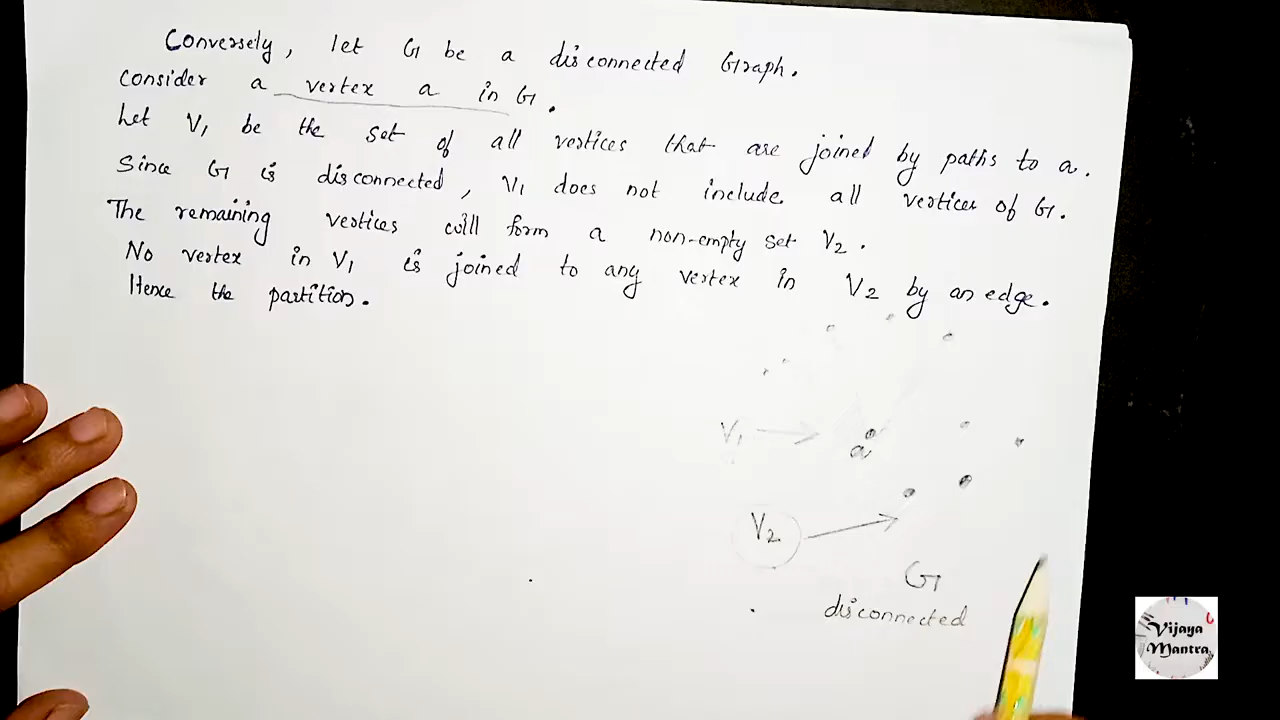 Conversely, let G be a disconnected Graph.
Consider a vertex a in G.
Let V1 be the set of all vertices that are joined by paths to a.
Since G is disconnected, V1 does not include all vertices of G.
The remaining vertices will form a non-empty set V2.
No vertex in V1 is joined to any vertex in V2 by an edge.
Hence the partition.
V1
a
V2
G
disconnected
Vijaya
Mantra